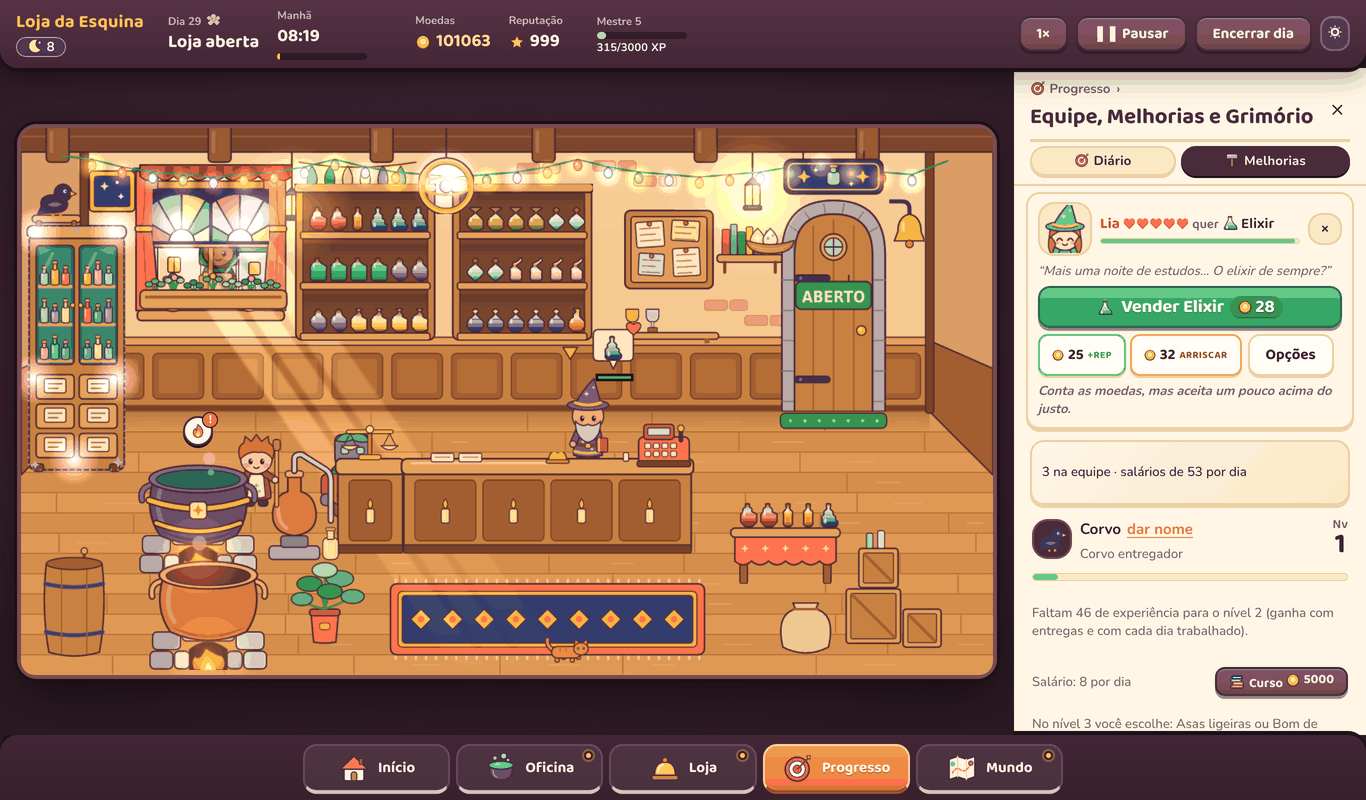 Loja da Esquina
8
Dia 29
Loja aberta
Manhã
08:19
Moedas
101063
Reputação
999
Mestre 5
315/3000 XP
1×
Pausar
Encerrar dia
ABERTO
Progresso ›
Equipe, Melhorias e Grimório
×
Diário
Melhorias
Lia quer Elixir
×
“Mais uma noite de estudos… O elixir de sempre?”
Vender Elixir 28
25 +REP
32 ARRISCAR
Opções
Conta as moedas, mas aceita um pouco acima do
justo.
3 na equipe · salários de 53 por dia
Corvo dar nome
Corvo entregador
Nv
1
Faltam 46 de experiência para o nível 2 (ganha com
entregas e com cada dia trabalhado).
Salário: 8 por dia
Curso 5000
No nível 3 você escolhe: Asas ligeiras ou Bom de
Início
Oficina
Loja
Progresso
Mundo